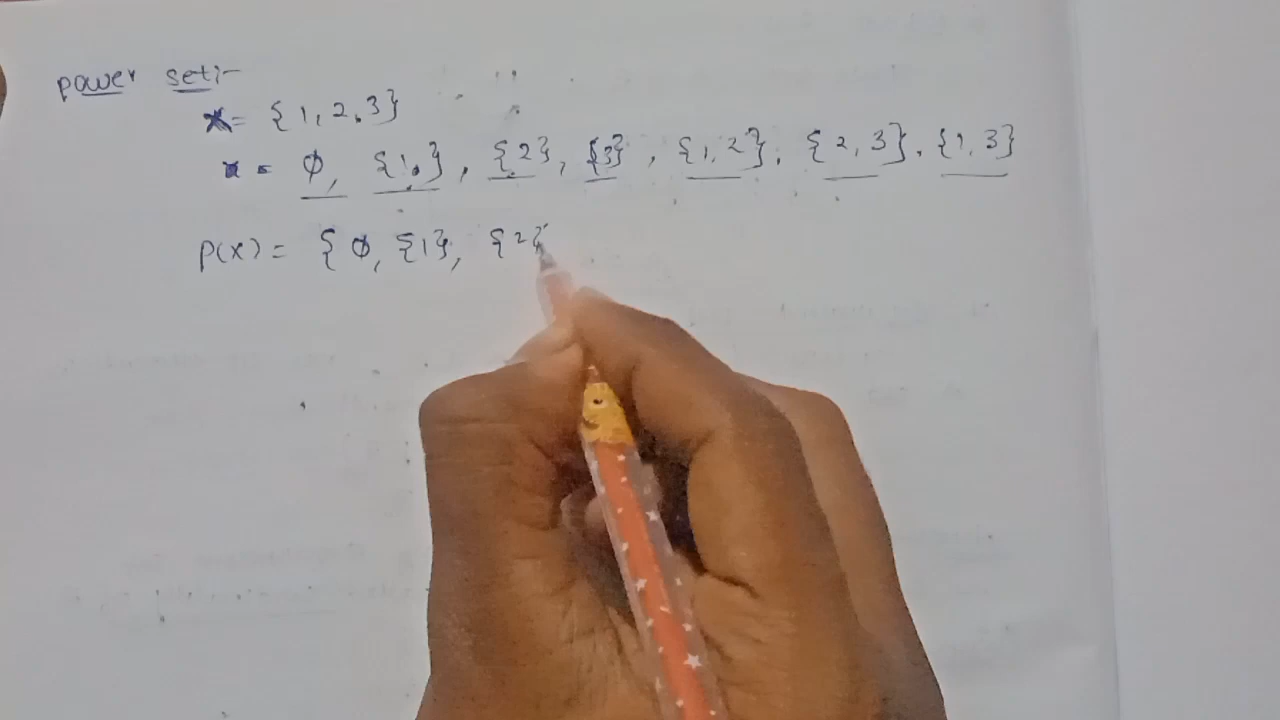 power set:-
X = {1, 2, 3}
x = ϕ, {1,}, {2}, {3}, {1, 2}, {2, 3}, {1, 3}
P(X) = { ϕ, {1}, {2}